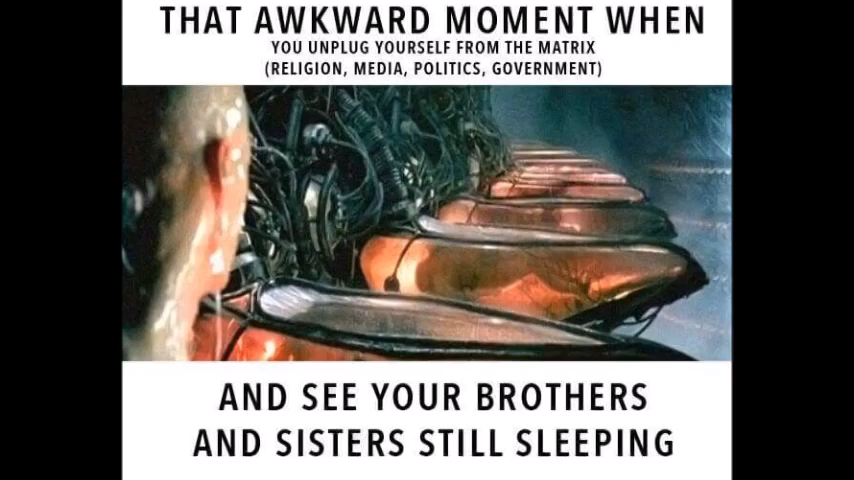 THAT AWKWARD MOMENT WHEN
YOU UNPLUG YOURSELF FROM THE MATRIX
(RELIGION, MEDIA, POLITICS, GOVERNMENT)
AND SEE YOUR BROTHERS
AND SISTERS STILL SLEEPING